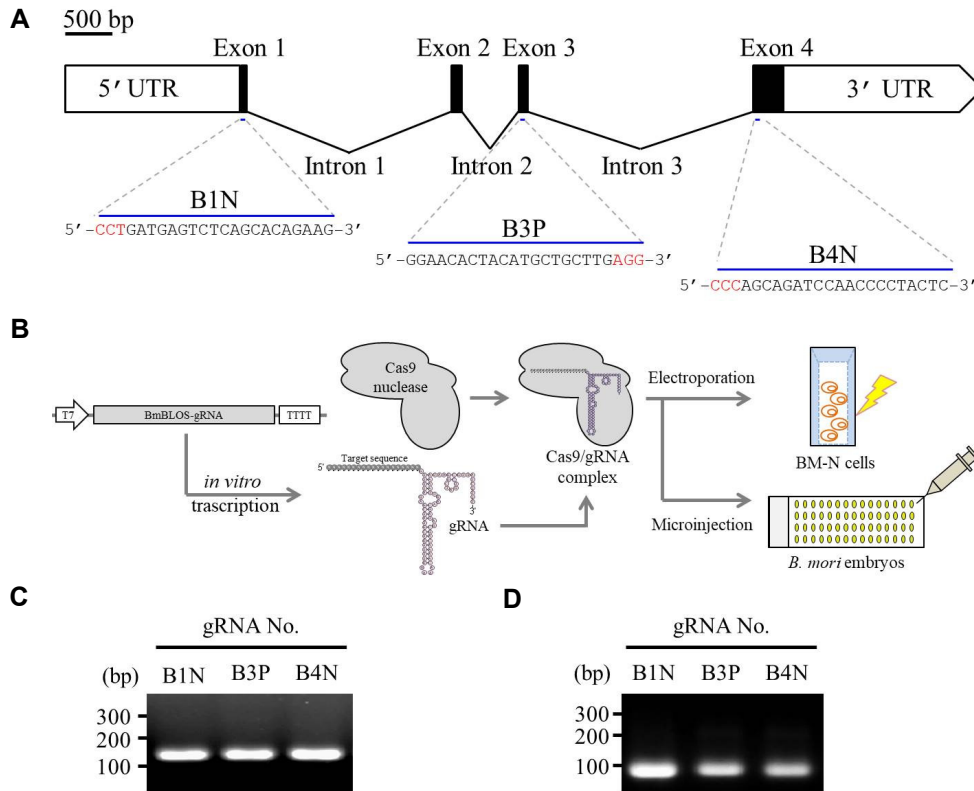 A
500 bp
Exon 1
Exon 2
Exon 3
Exon 4
5′ UTR
3′ UTR
Intron 1
Intron 2
Intron 3
B1N
5′-CCTGATGAGTCTCAGCACAGAAG-3′
B3P
5′-GGAACACTACATGCTGCTTGAGG-3′
B4N
5′-CCCAGCAGATCCAACCCCTACTC-3′
B
T7
BmBLOS-gRNA
TTTT
in vitro
trascription
Cas9
nuclease
Target sequence
5'
3'
gRNA
Cas9/gRNA
complex
Electroporation
BM-N cells
Microinjection
B. mori embryos
C
gRNA No.
(bp)
B1N
B3P
B4N
300
200
100
D
gRNA No.
(bp)
B1N
B3P
B4N
300
200
100